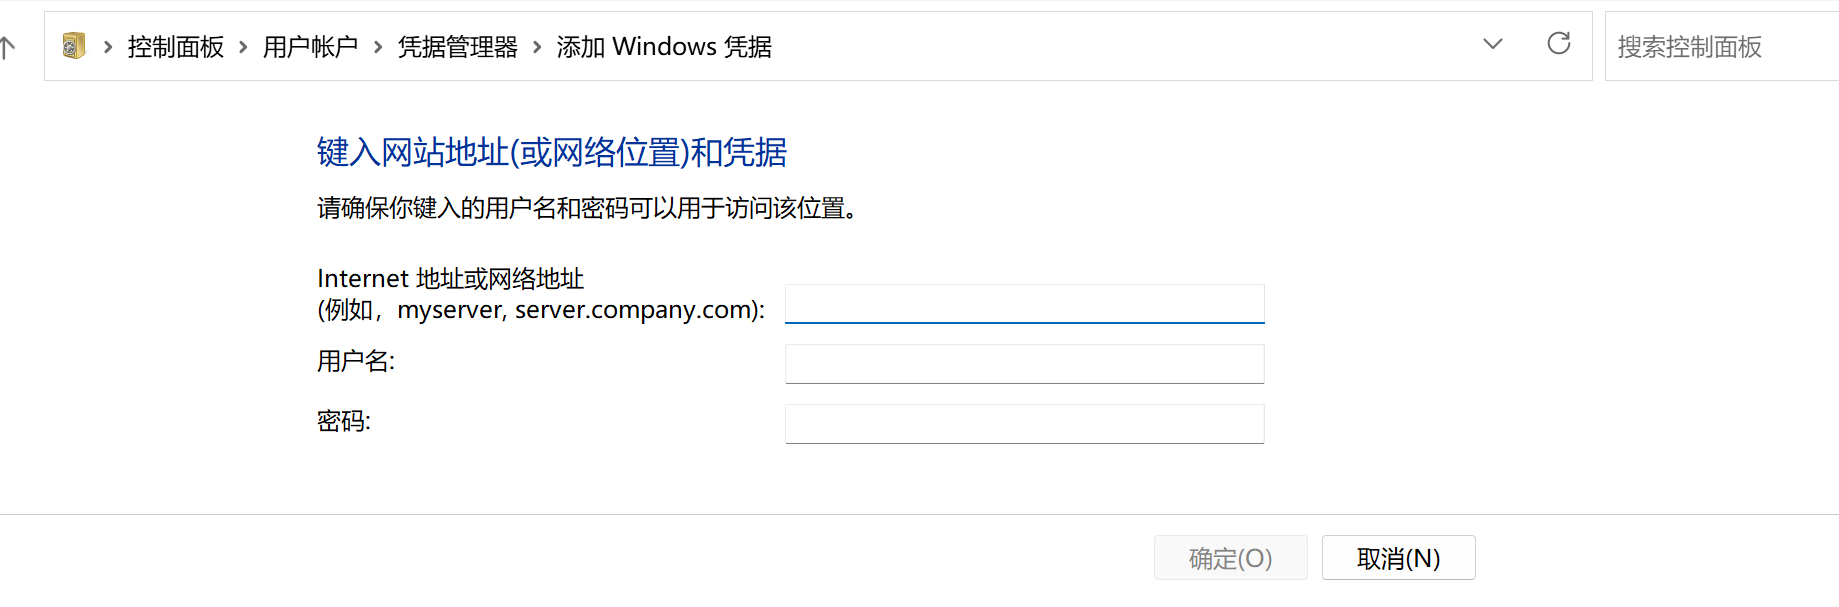 控制面板 › 用户帐户 › 凭据管理器 › 添加 Windows 凭据
搜索控制面板
键入网站地址(或网络位置)和凭据
请确保你键入的用户名和密码可以用于访问该位置。
Internet 地址或网络地址
(例如，myserver, server.company.com):
用户名:
密码:
确定(O)
取消(N)